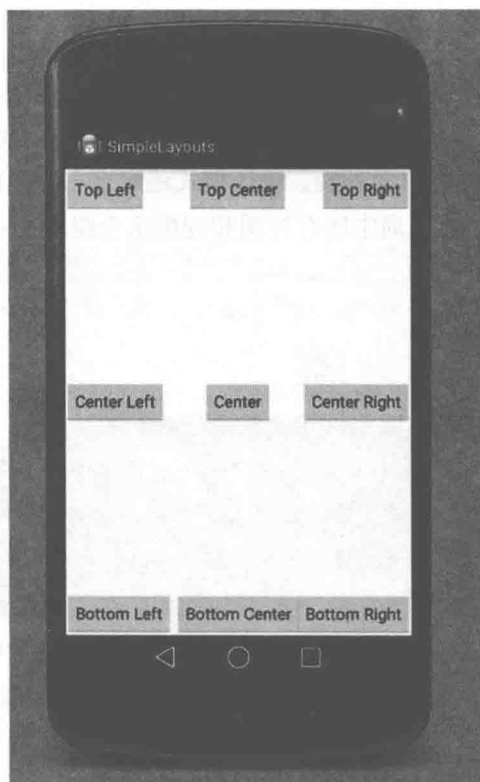 SimpleLayouts
Top Left Top Center Top Right
Center Left Center Center Right
Bottom Left Bottom Center Bottom Right